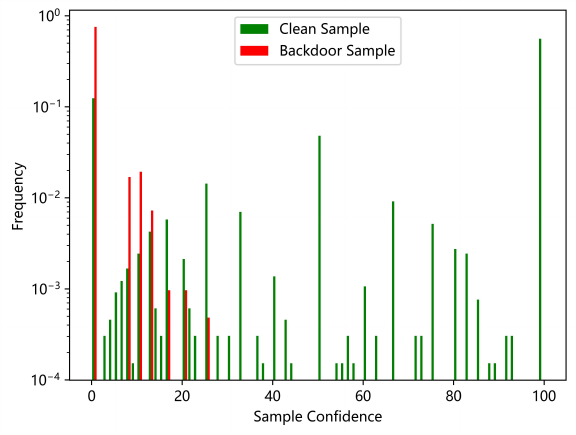 Clean Sample
Backdoor Sample
Frequency
10⁰
10⁻¹
10⁻²
10⁻³
10⁻⁴
0 20 40 60 80 100
Sample Confidence